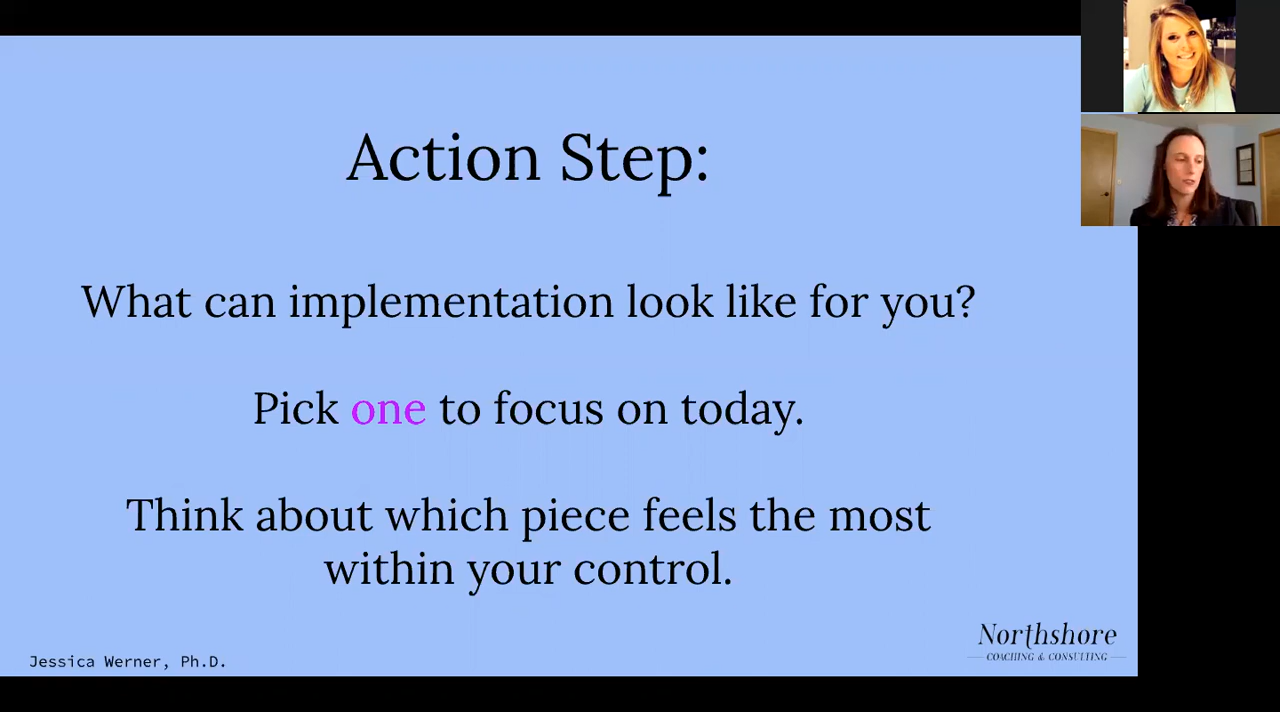 Action Step:
What can implementation look like for you?
Pick one to focus on today.
Think about which piece feels the most
within your control.
Northshore
COACHING & CONSULTING
Jessica Werner, Ph.D.